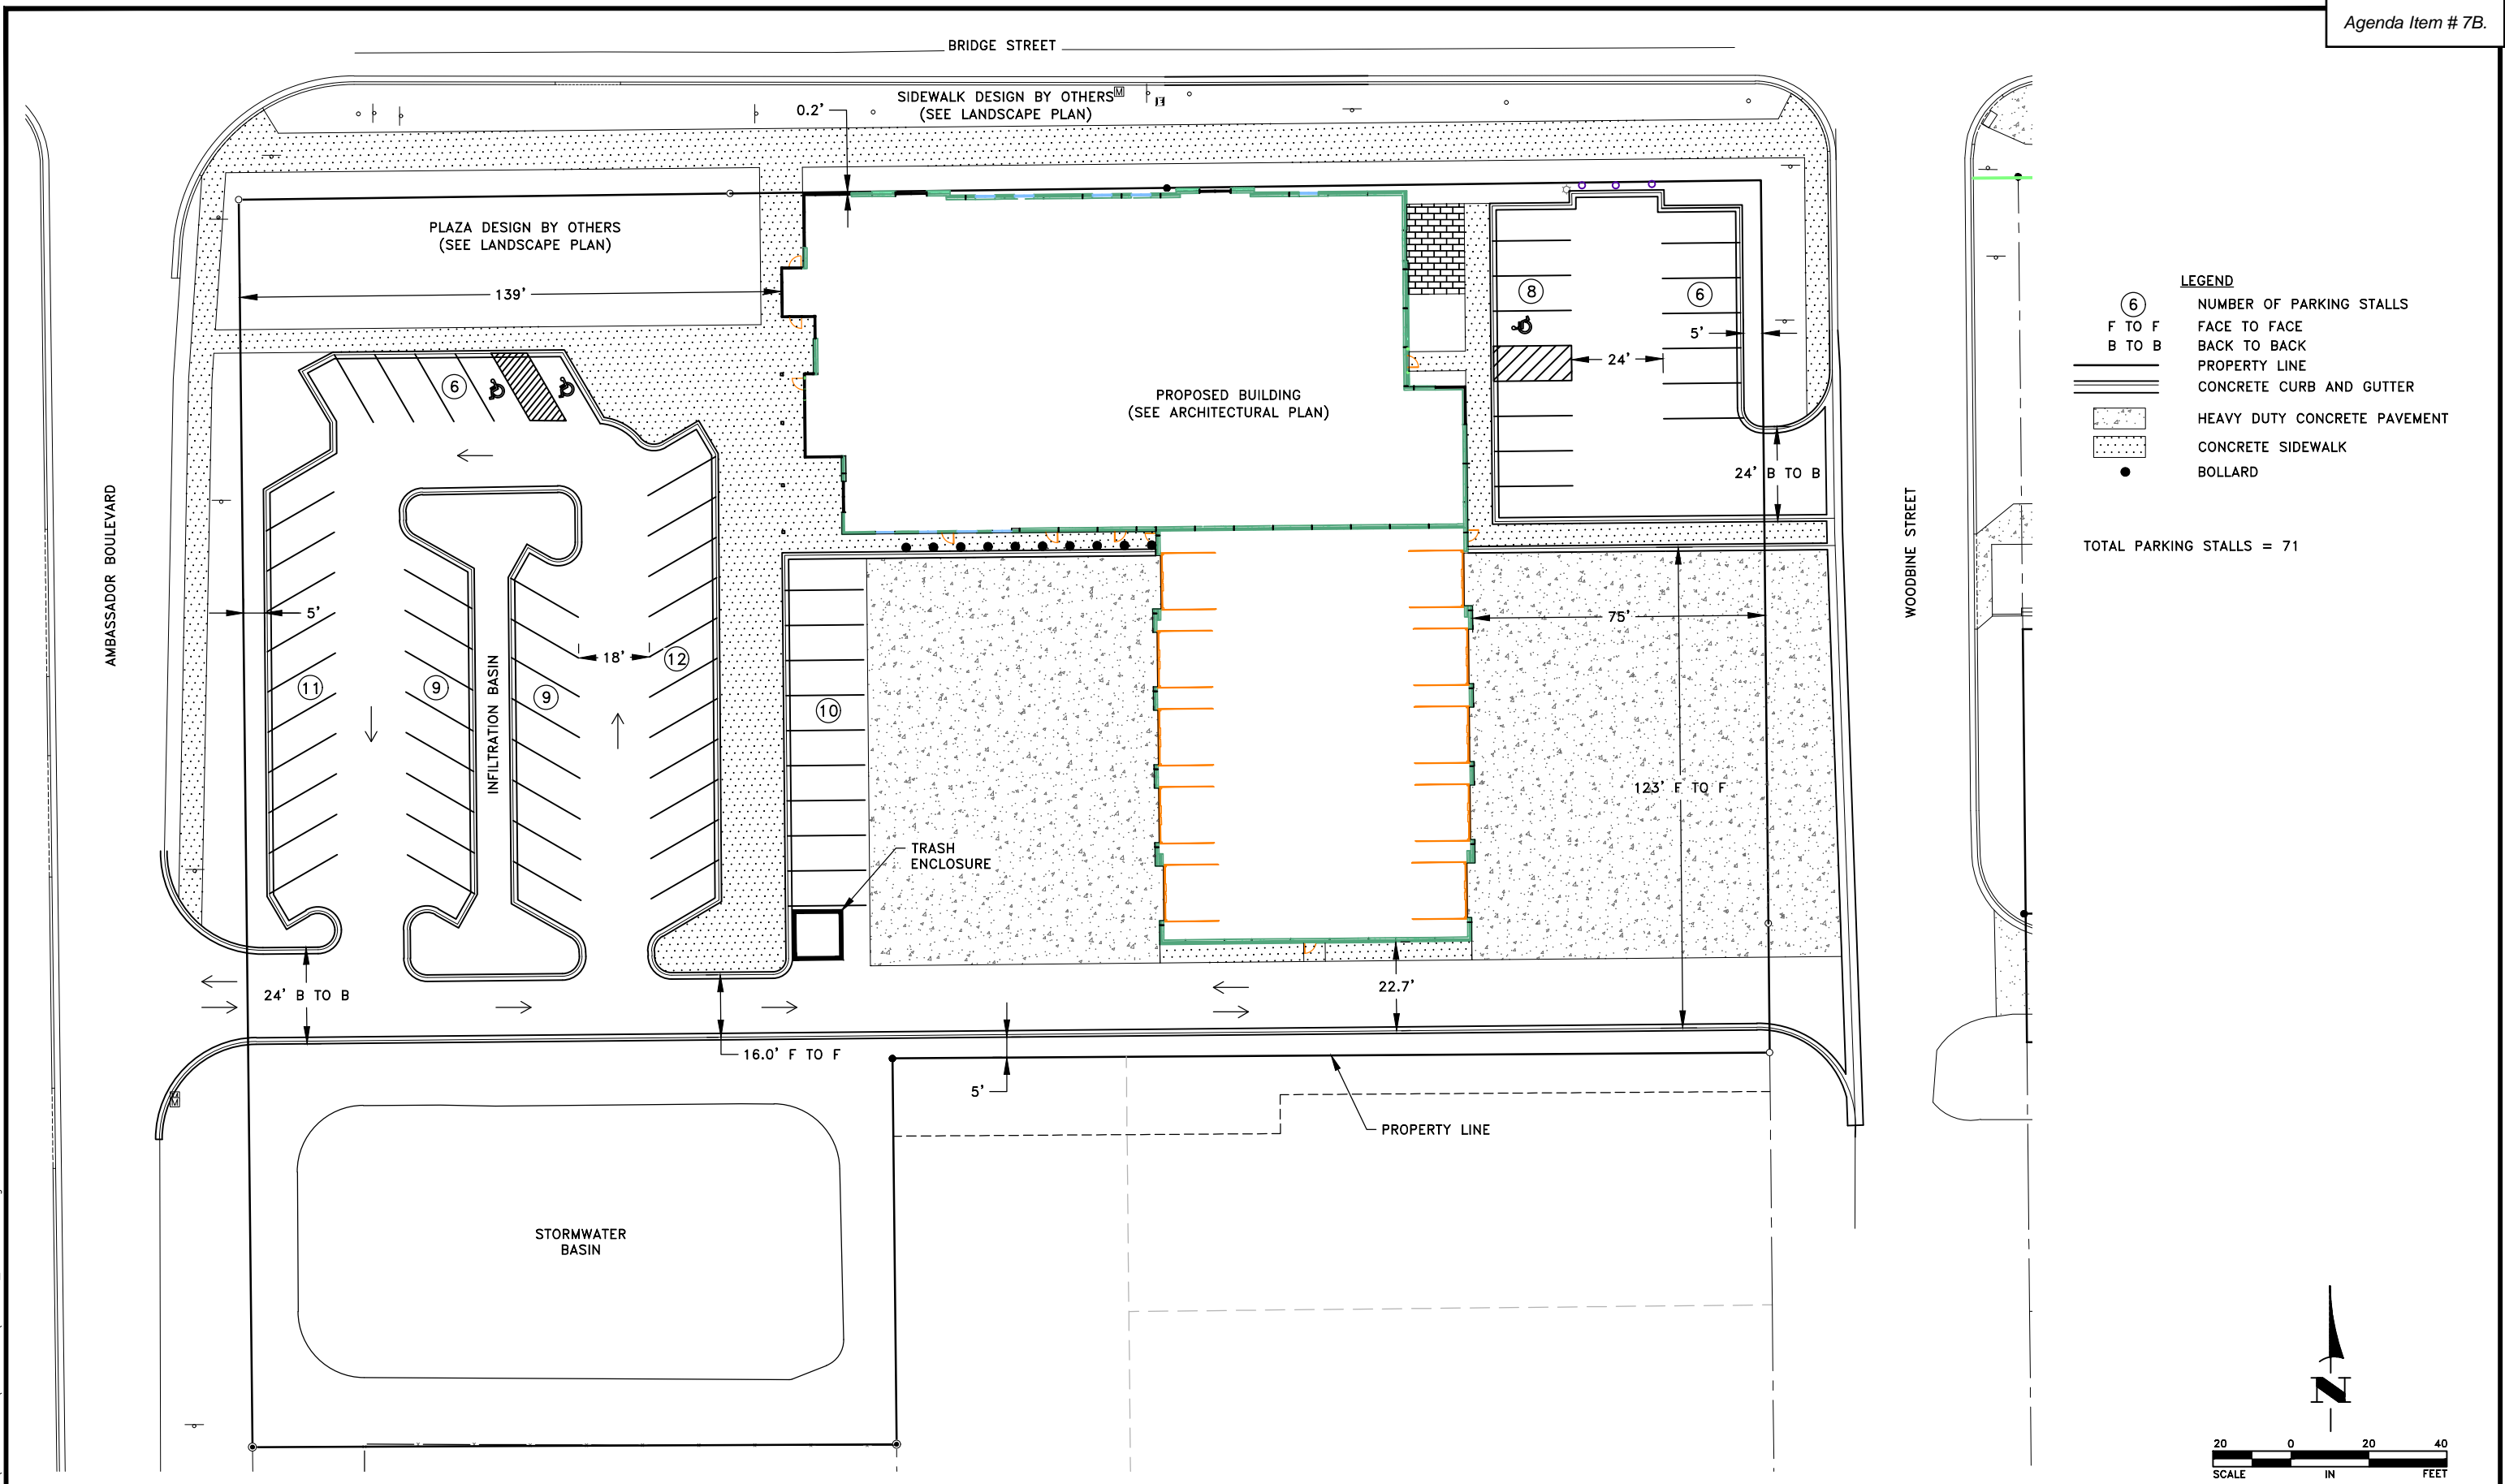 Agenda Item # 7B.
BRIDGE STREET
SIDEWALK DESIGN BY OTHERS
(SEE LANDSCAPE PLAN)
M
E
0.2'
PLAZA DESIGN BY OTHERS
(SEE LANDSCAPE PLAN)
139'
PROPOSED BUILDING
(SEE ARCHITECTURAL PLAN)
8
6
5'
24'
24' B TO B
6
AMBASSADOR BOULEVARD
WOODBINE STREET
5'
18'
12
11
9
INFILTRATION BASIN
9
10
75'
123' F TO F
TRASH
ENCLOSURE
24' B TO B
22.7'
16.0' F TO F
5'
PROPERTY LINE
M
STORMWATER
BASIN
LEGEND
6 NUMBER OF PARKING STALLS
F TO F FACE TO FACE
B TO B BACK TO BACK
PROPERTY LINE
CONCRETE CURB AND GUTTER
HEAVY DUTY CONCRETE PAVEMENT
CONCRETE SIDEWALK
BOLLARD
TOTAL PARKING STALLS = 71
N
20 0 20 40
SCALE IN FEET